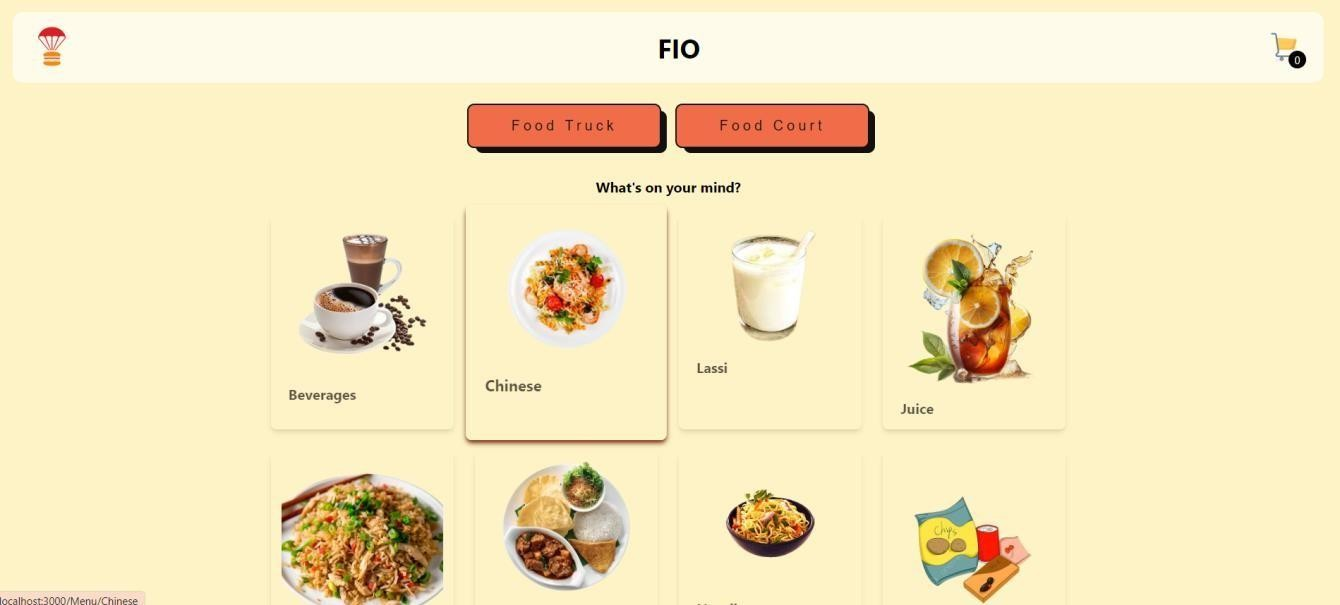 FIO
0
Food Truck
Food Court
What's on your mind?
Beverages
Chinese
Lassi
Juice
Chips
localhost:3000/Menu/Chinese